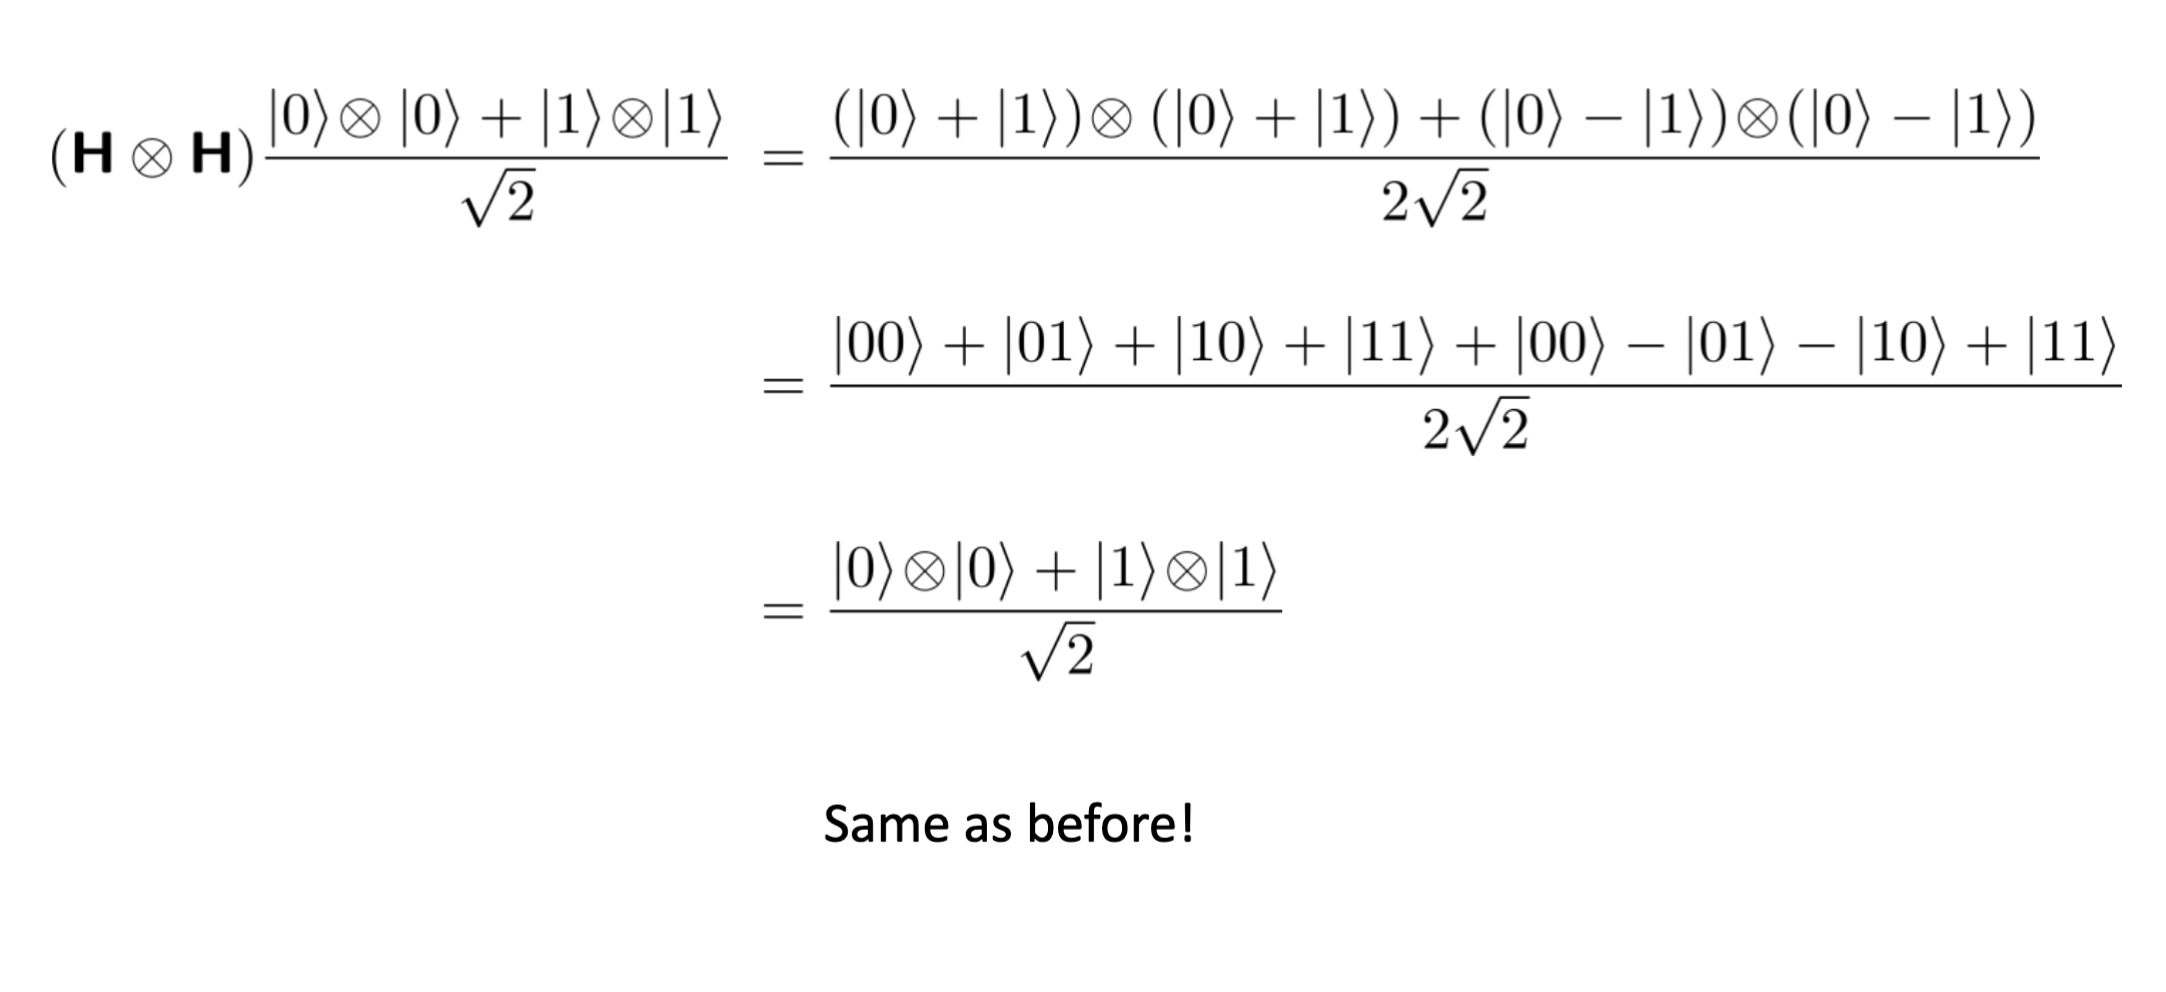 (H ⊗ H) |0⟩⊗ |0⟩ + |1⟩⊗|1⟩ / √2 = (|0⟩ + |1⟩)⊗ (|0⟩ + |1⟩) + (|0⟩ − |1⟩)⊗(|0⟩ − |1⟩) / 2√2
= |00⟩ + |01⟩ + |10⟩ + |11⟩ + |00⟩ − |01⟩ − |10⟩ + |11⟩ / 2√2
= |0⟩⊗|0⟩ + |1⟩⊗|1⟩ / √2
Same as before!